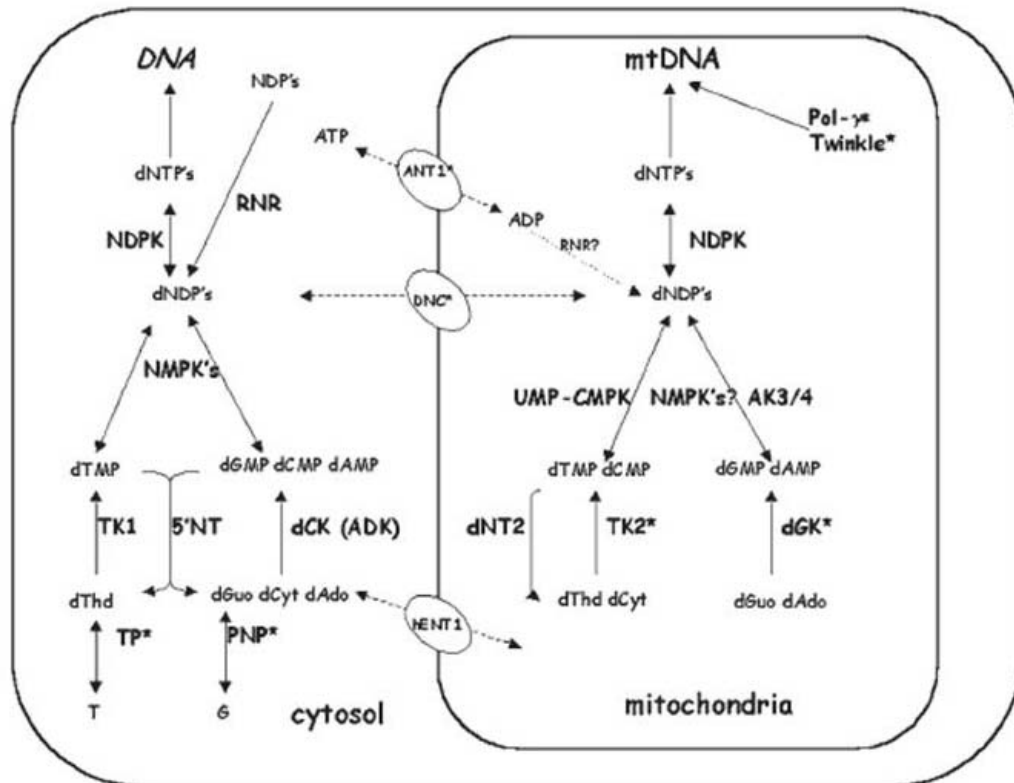 DNA
NDP's
mtDNA
Pol-γ*
Twinkle*
ATP
ANT1*
dNTP's
dNTP's
RNR
ADP
NDPK
RNR?
NDPK
dNDP's
DNC*
dNDP's
NMPK's
UMP-CMPK NMPK's? AK3/4
dTMP
dGMP dCMP dAMP
dTMP dCMP
dGMP dAMP
TK1
5'NT
dCK (ADK)
dNT2
TK2*
dGK*
dThd
dGuo dCyt dAdo
dThd dCyt
dGuo dAdo
hENT1
TP*
PNP*
T
G
cytosol
mitochondria